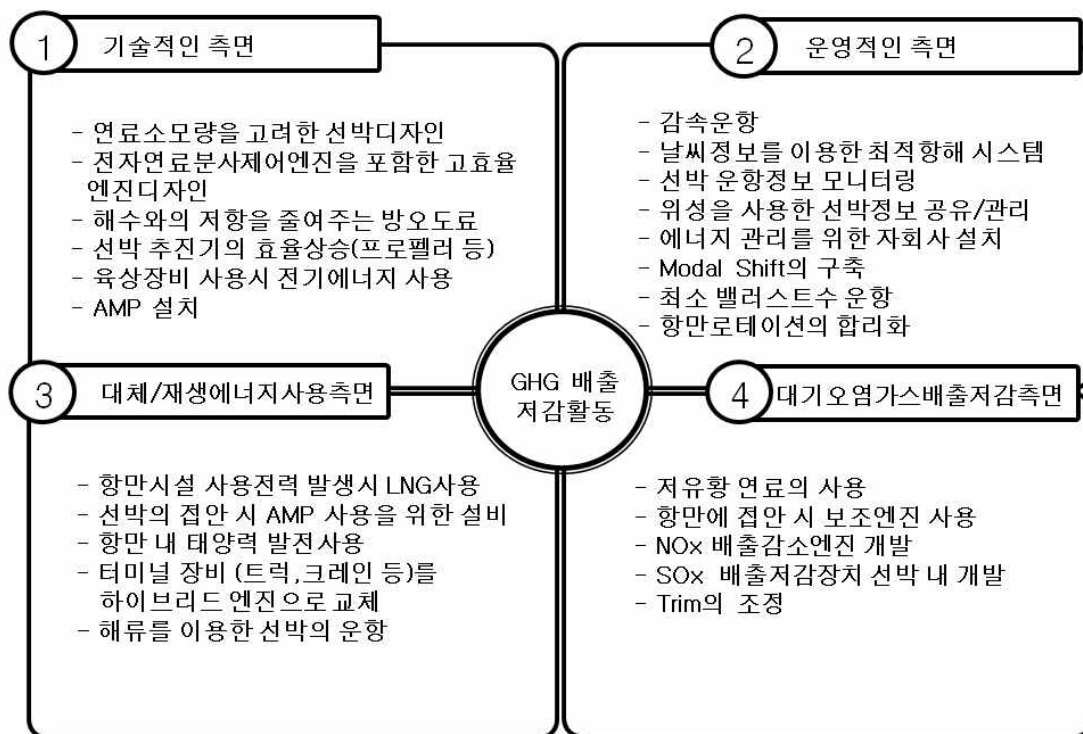 1 기술적인 측면
- 연료소모량을 고려한 선박디자인
- 전자연료분사제어엔진을 포함한 고효율
엔진디자인
- 해수와의 저항을 줄여주는 방오도료
- 선박 추진기의 효율상승(프로펠러 등)
- 육상장비 사용시 전기에너지 사용
- AMP 설치
2 운영적인 측면
- 감속운항
- 날씨정보를 이용한 최적항해 시스템
- 선박 운항정보 모니터링
- 위성을 사용한 선박정보 공유/관리
- 에너지 관리를 위한 자회사 설치
- Modal Shift의 구축
- 최소 밸러스트수 운항
- 항만로테이션의 합리화
GHG 배출
저감활동
3 대체/재생에너지사용측면
- 항만시설 사용전력 발생시 LNG사용
- 선박의 접안 시 AMP 사용을 위한 설비
- 항만 내 태양력 발전사용
- 터미널 장비 (트럭,크레인 등)를
하이브리드 엔진으로 교체
- 해류를 이용한 선박의 운항
4 대기오염가스배출저감측면
- 저유황 연료의 사용
- 항만에 접안 시 보조엔진 사용
- NOx 배출감소엔진 개발
- SOx 배출저감장치 선박 내 개발
- Trim의 조정